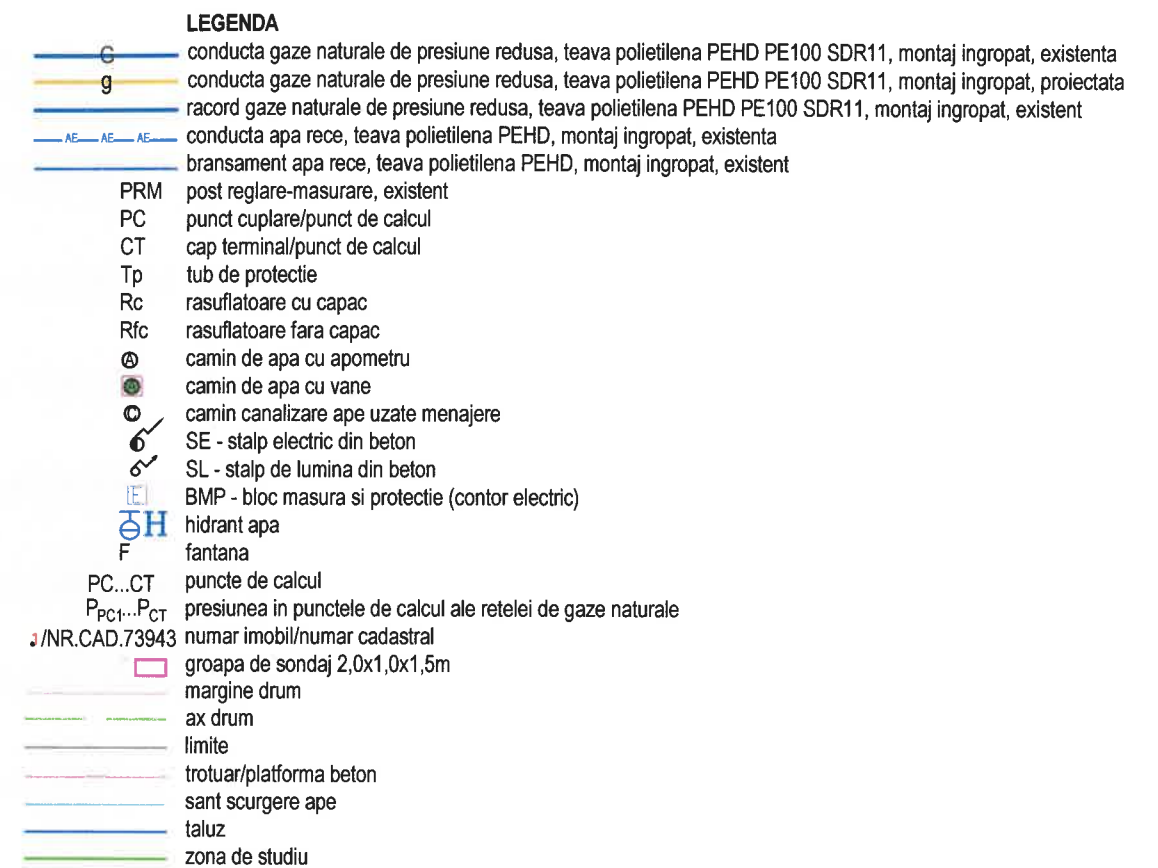 LEGENDA
G conducta gaze naturale de presiune redusa, teava polietilena PEHD PE100 SDR11, montaj ingropat, existenta
g conducta gaze naturale de presiune redusa, teava polietilena PEHD PE100 SDR11, montaj ingropat, proiectata
racord gaze naturale de presiune redusa, teava polietilena PEHD PE100 SDR11, montaj ingropat, existent
AE AE AE conducta apa rece, teava polietilena PEHD, montaj ingropat, existenta
bransament apa rece, teava polietilena PEHD, montaj ingropat, existent
PRM post reglare-masurare, existent
PC punct cuplare/punct de calcul
CT cap terminal/punct de calcul
Tp tub de protectie
Rc rasuflatoare cu capac
Rfc rasuflatoare fara capac
A camin de apa cu apometru
camin de apa cu vane
C camin canalizare ape uzate menajere
SE - stalp electric din beton
SL - stalp de lumina din beton
E BMP - bloc masura si protectie (contor electric)
H hidrant apa
F fantana
PC...CT puncte de calcul
PPC1...PCT presiunea in punctele de calcul ale retelei de gaze naturale
/NR.CAD.73943 numar imobil/numar cadastral
groapa de sondaj 2,0x1,0x1,5m
margine drum
ax drum
limite
trotuar/platforma beton
sant scurgere ape
taluz
zona de studiu